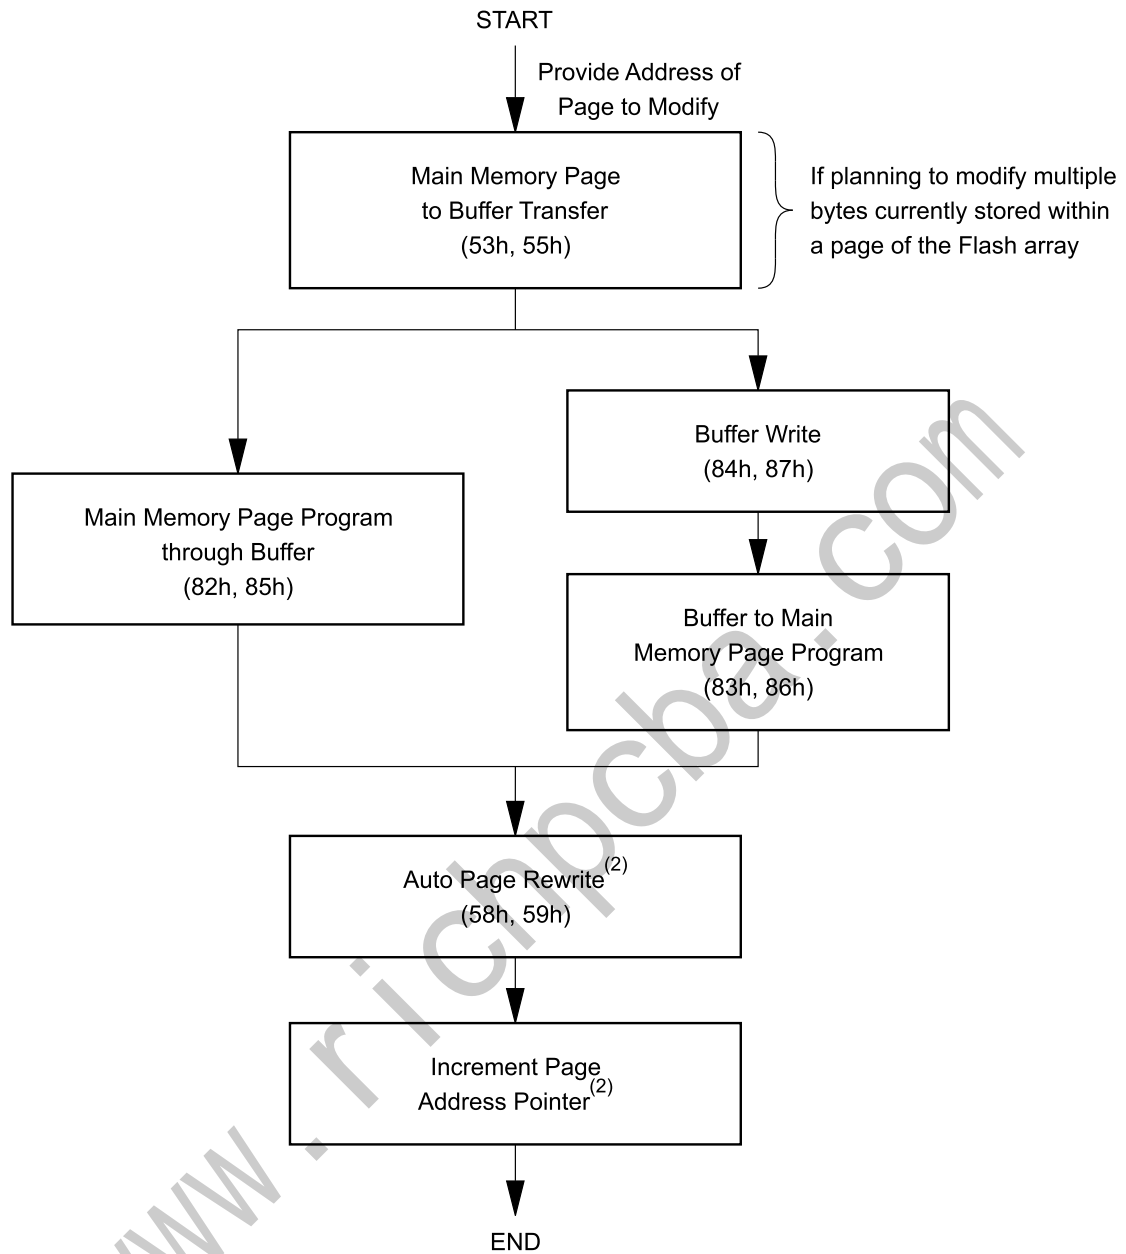 START
Provide Address of
Page to Modify
Main Memory Page
to Buffer Transfer
(53h, 55h)
If planning to modify multiple
bytes currently stored within
a page of the Flash array
Main Memory Page Program
through Buffer
(82h, 85h)
Buffer Write
(84h, 87h)
Buffer to Main
Memory Page Program
(83h, 86h)
Auto Page Rewrite(2)
(58h, 59h)
Increment Page
Address Pointer(2)
END
www.richpcba.com